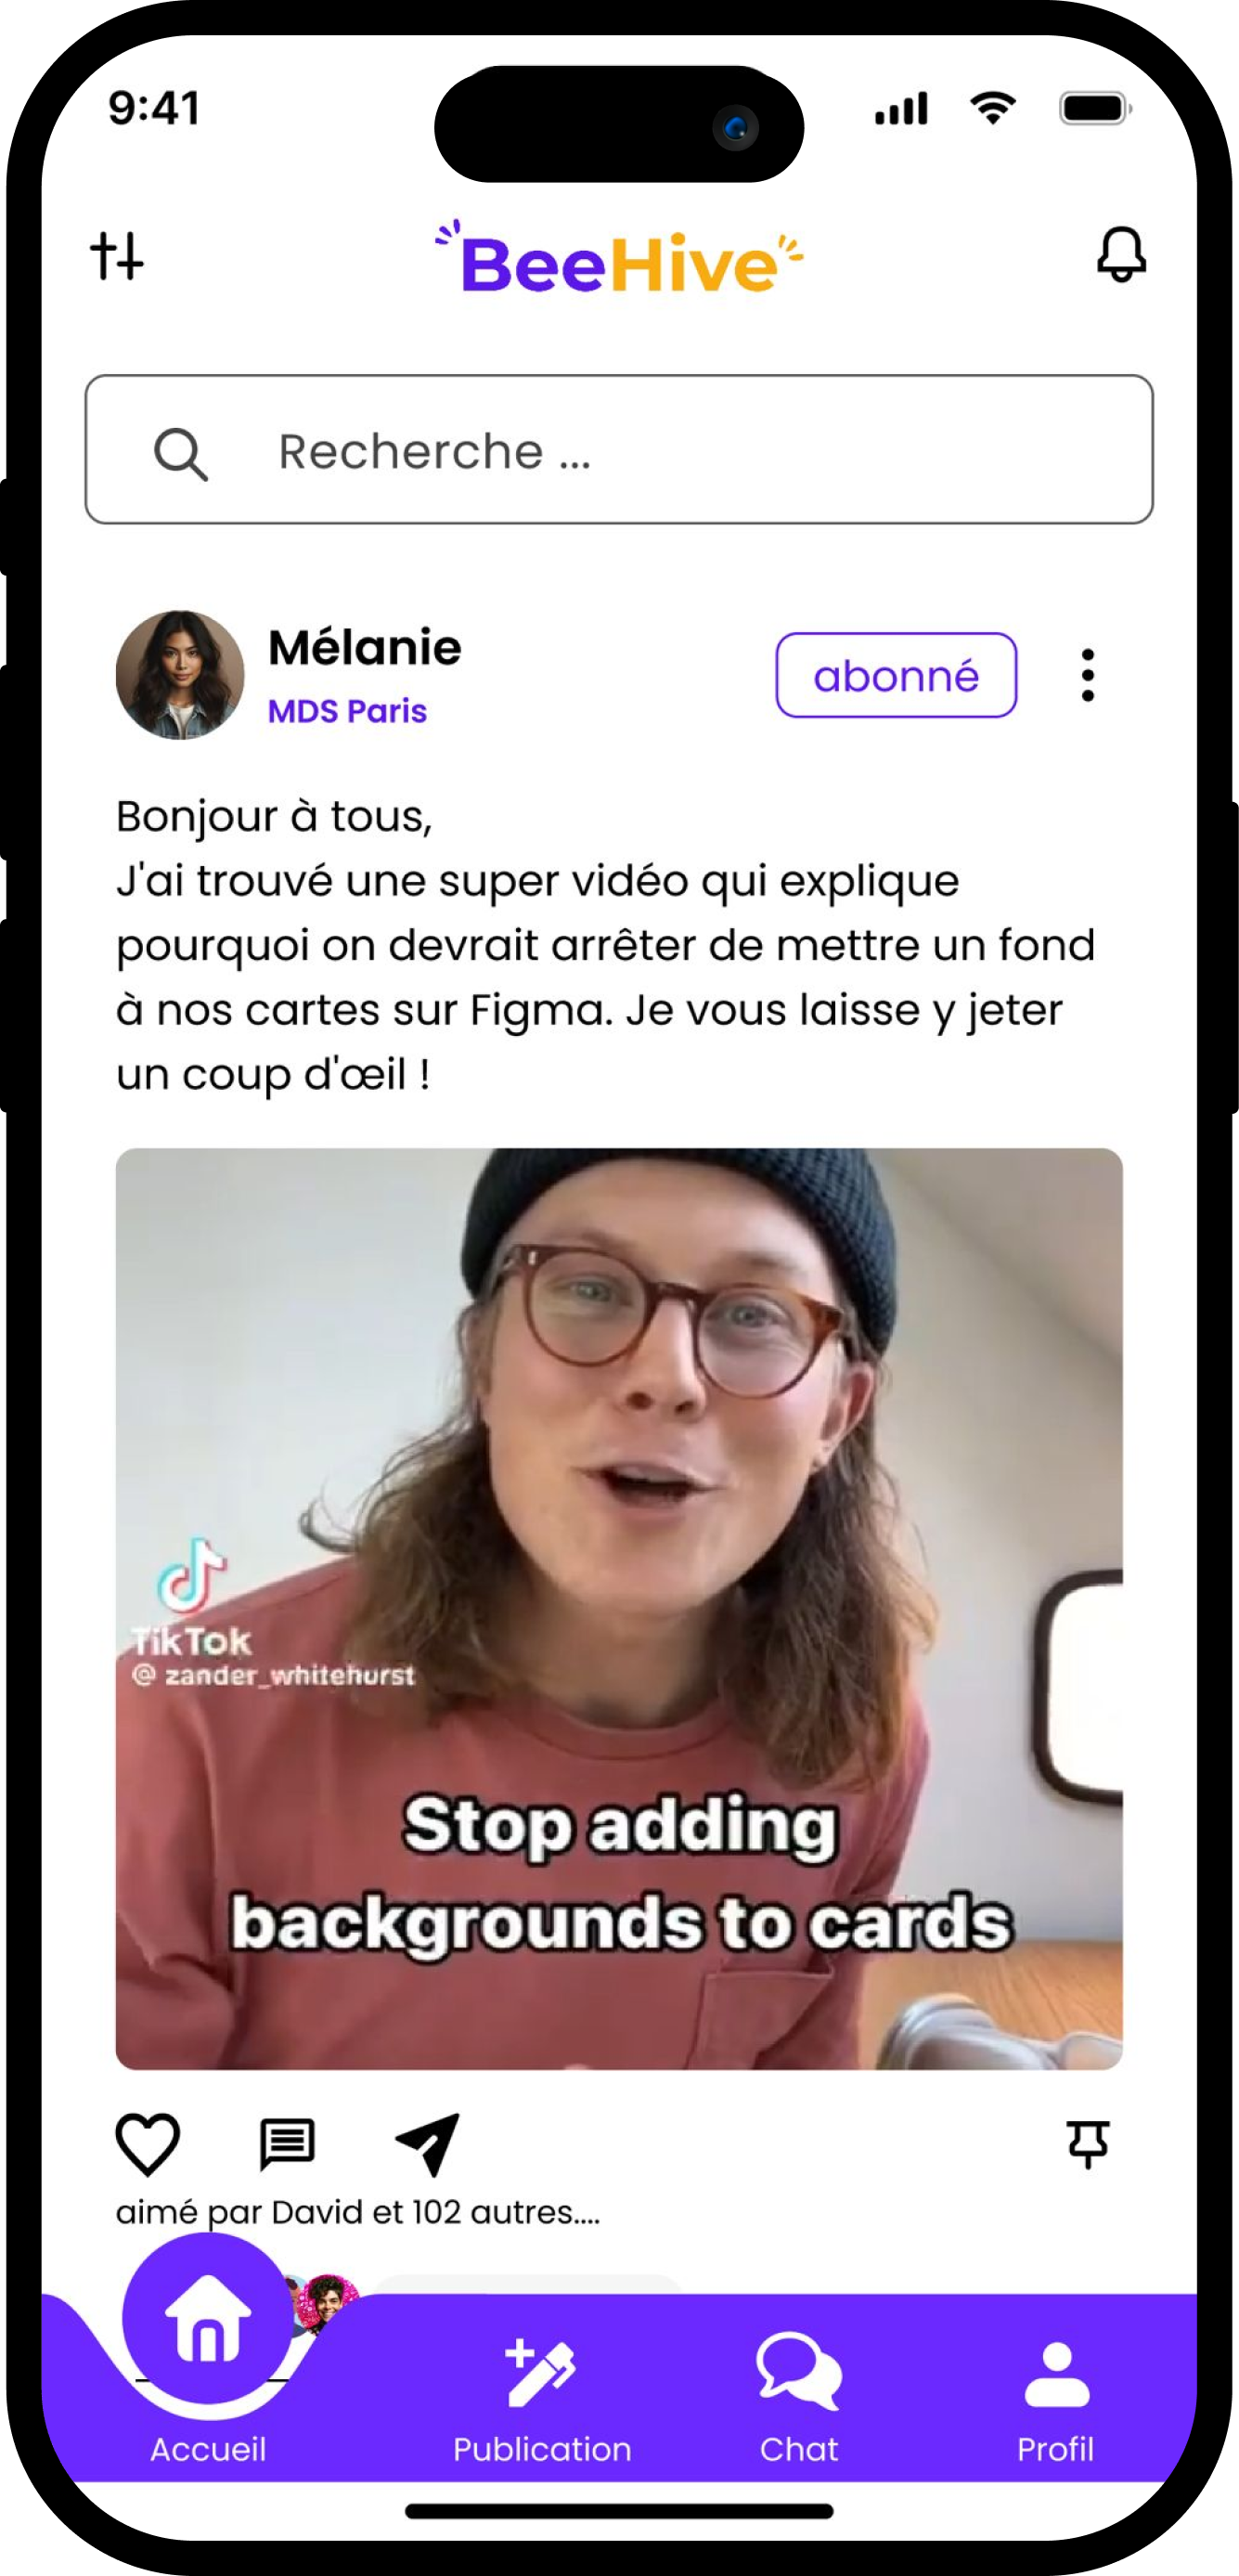 9:41
BeeHive
Recherche ...
Mélanie
MDS Paris
abonné
Bonjour à tous,
J'ai trouvé une super vidéo qui explique
pourquoi on devrait arrêter de mettre un fond
à nos cartes sur Figma. Je vous laisse y jeter
un coup d'œil !
TikTok
@ zander_whitehurst
Stop adding
backgrounds to cards
aimé par David et 102 autres....
Accueil
Publication
Chat
Profil